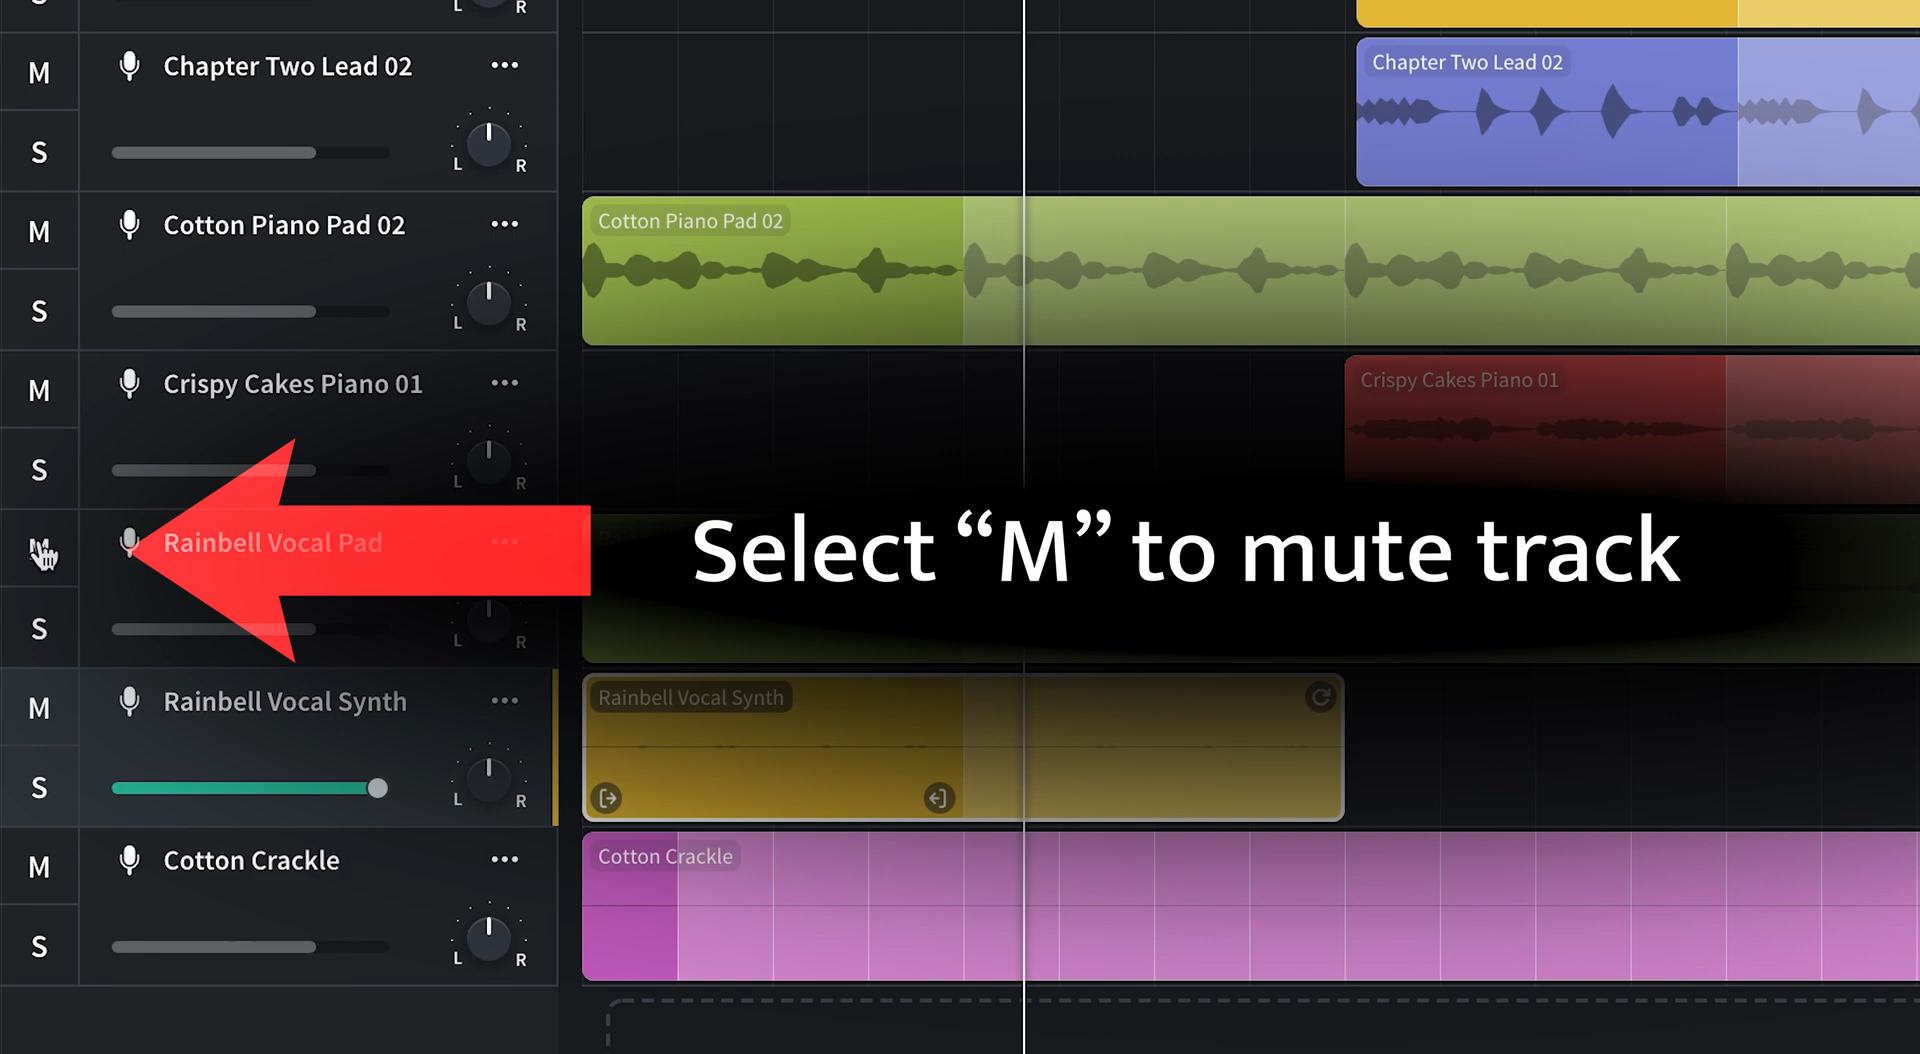 S
L R
M
Chapter Two Lead 02
S
L R
Chapter Two Lead 02
M
Cotton Piano Pad 02
S
L R
Cotton Piano Pad 02
M
Crispy Cakes Piano 01
S
L R
Crispy Cakes Piano 01
M
Rainbell Vocal Pad
S
L R
Select “M” to mute track
M
Rainbell Vocal Synth
S
L R
Rainbell Vocal Synth
M
Cotton Crackle
S
L R
Cotton Crackle